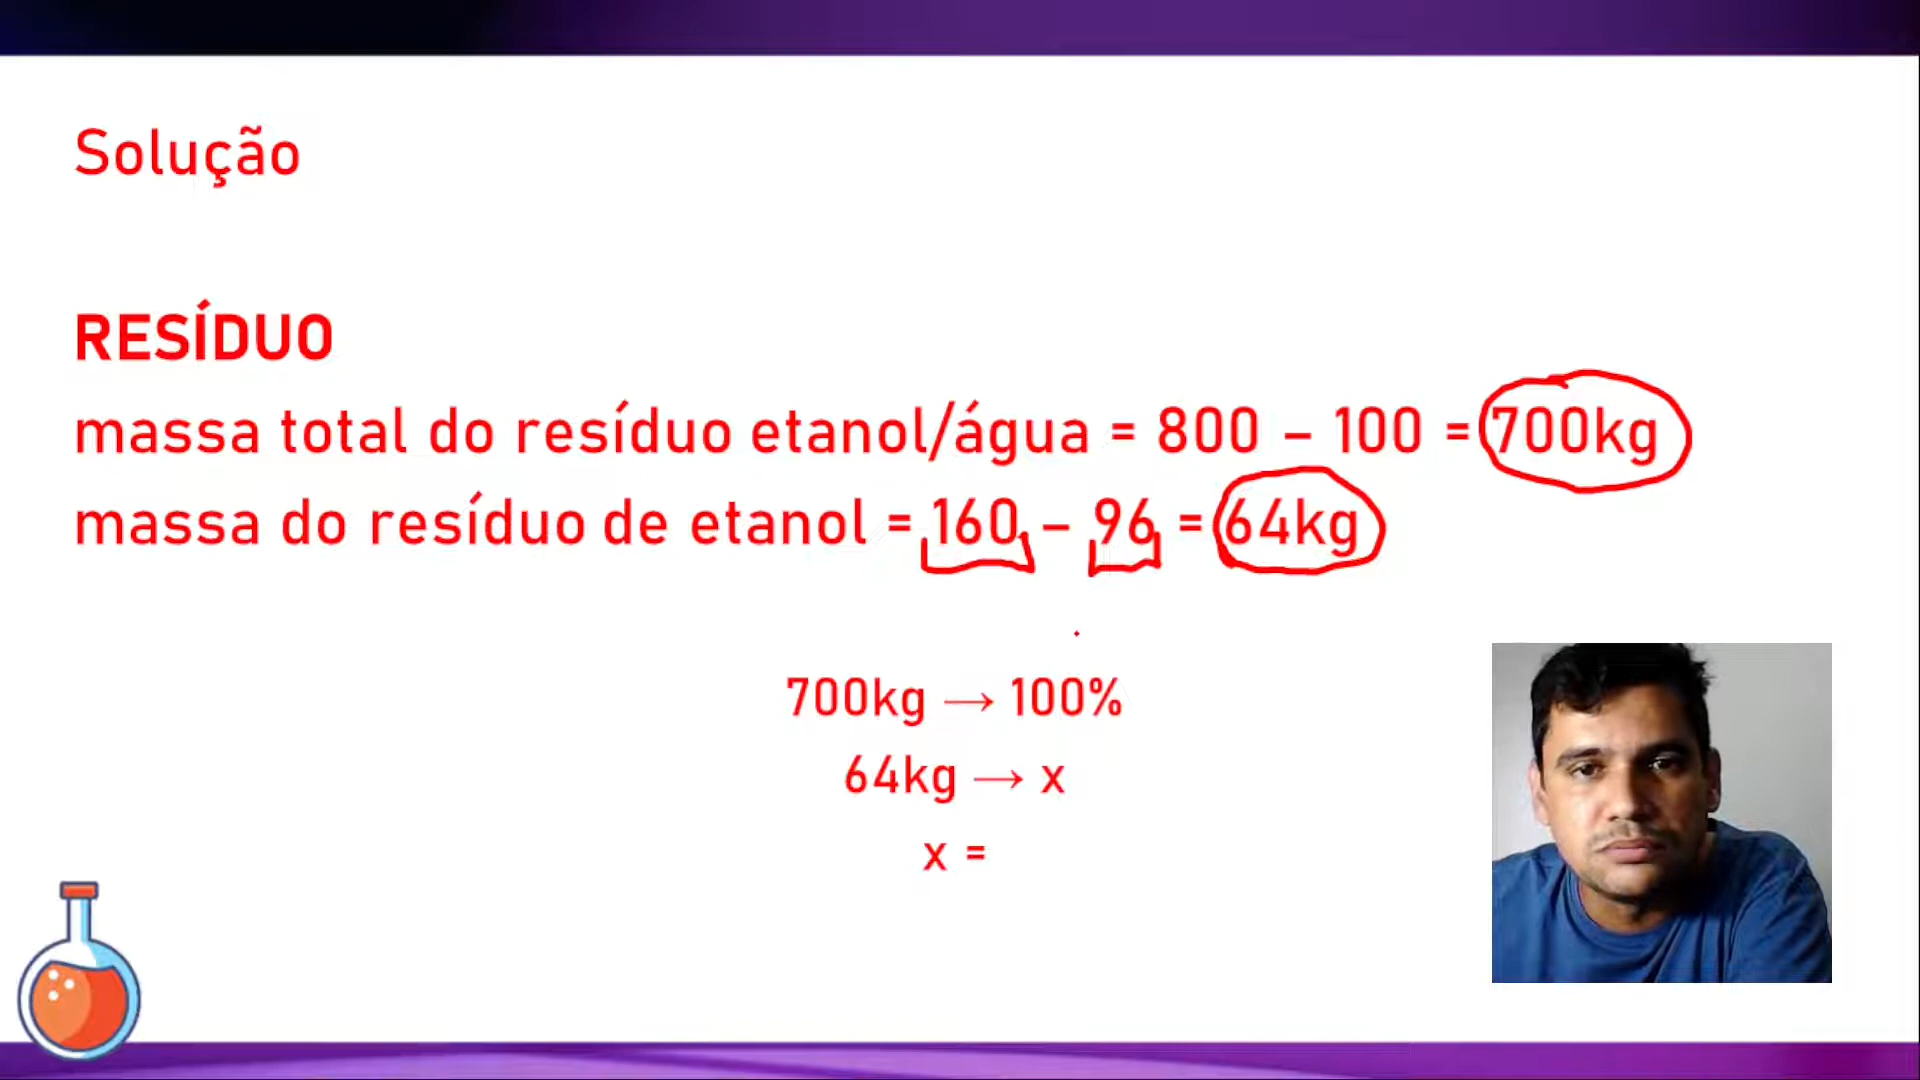 Solução
RESÍDUO
massa total do resíduo etanol/água = 800 – 100 = 700kg
massa do resíduo de etanol = 160 – 96 = 64kg
700kg → 100%
64kg → x
x =